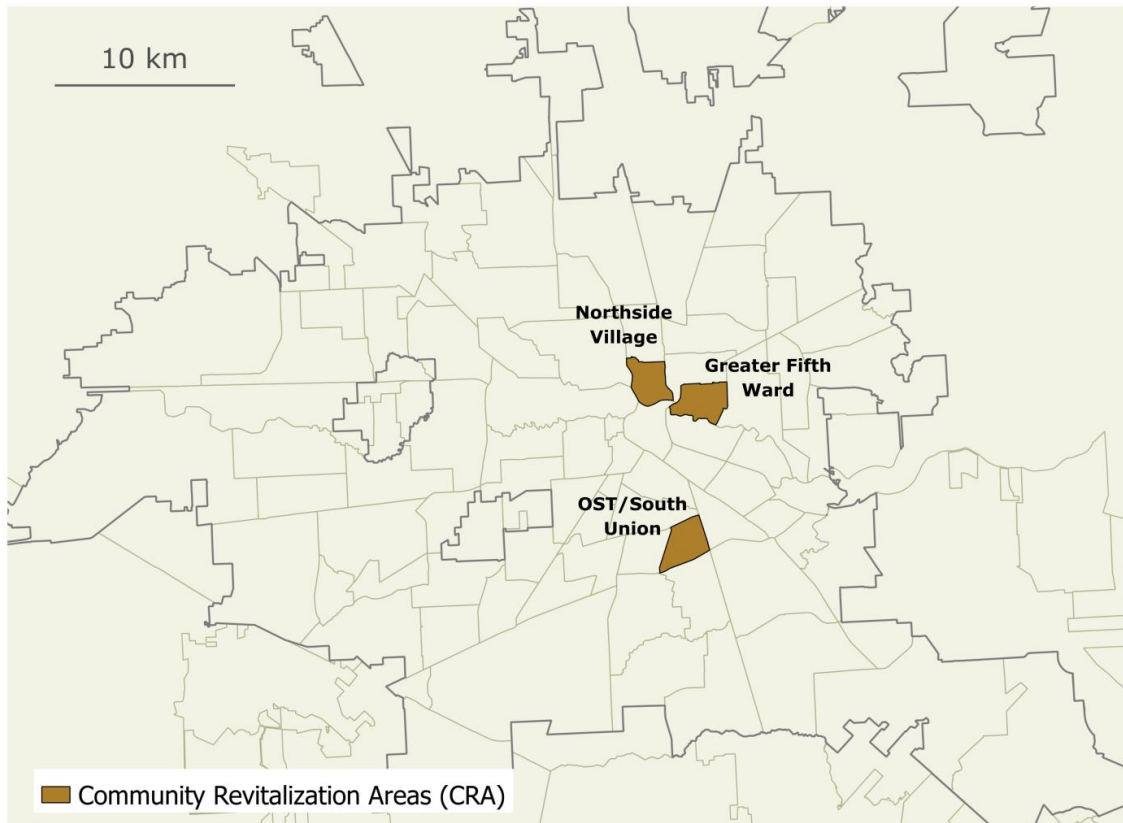 10 km
Northside
Village
Greater Fifth
Ward
OST/South
Union
Community Revitalization Areas (CRA)